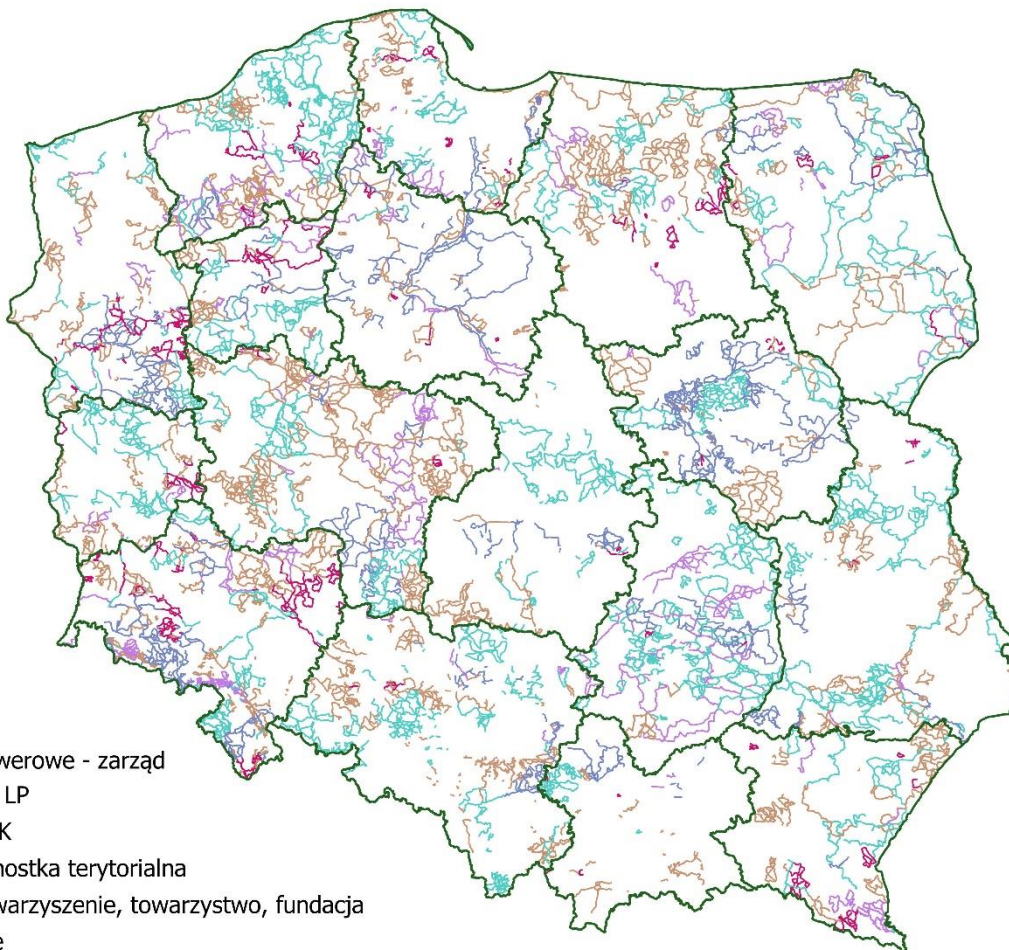 werowe - zarząd
LP
K
nostka terytorialna
warzyszenie, towarzystwo, fundacja
e